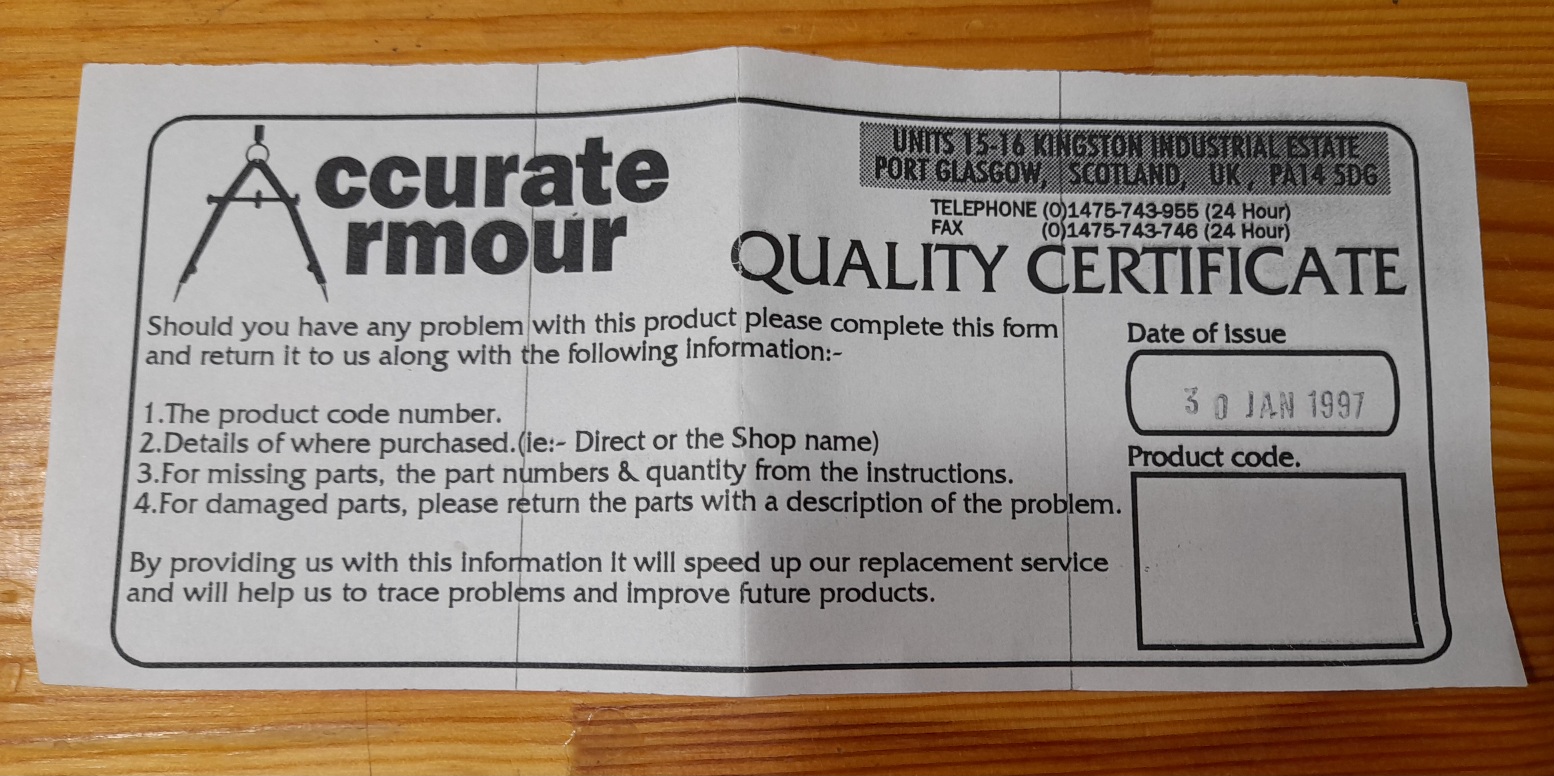 Accurate
Armour
UNITS 15-16 KINGSTON INDUSTRIAL ESTATE
PORT GLASGOW, SCOTLAND, UK, PA14 5DG
TELEPHONE (0)1475-743-955 (24 Hour)
FAX (0)1475-743-746 (24 Hour)
QUALITY CERTIFICATE
Should you have any problem with this product please complete this form
and return it to us along with the following information:-
1.The product code number.
2.Details of where purchased.(ie:- Direct or the Shop name)
3.For missing parts, the part numbers & quantity from the instructions.
4.For damaged parts, please return the parts with a description of the problem.
By providing us with this information it will speed up our replacement service
and will help us to trace problems and improve future products.
Date of issue
30 JAN 1997
Product code.